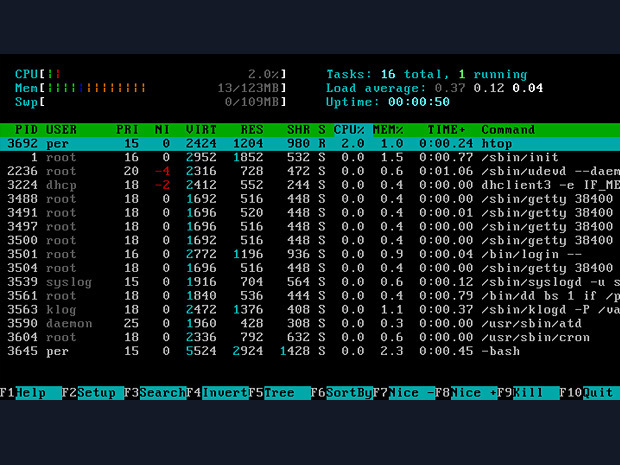 CPU[|| 2.0%] Tasks: 16 total, 1 running
Mem[|||||||||||||||| 13/123MB] Load average: 0.37 0.12 0.04
Swp[ 0/109MB] Uptime: 00:00:50
PID USER PRI NI VIRT RES SHR S CPU% MEM% TIME+ Command
3692 per 15 0 2424 1204 980 R 2.0 1.0 0:00.24 htop
1 root 16 0 2952 1852 532 S 0.0 1.5 0:00.77 /sbin/init
2236 root 20 -4 2316 728 472 S 0.0 0.6 0:01.06 /sbin/udevd --daem
3224 dhcp 18 -2 2412 552 244 S 0.0 0.4 0:00.00 dhclient3 -e IF_ME
3488 root 18 0 1692 516 448 S 0.0 0.4 0:00.00 /sbin/getty 38400
3491 root 18 0 1696 520 448 S 0.0 0.4 0:00.01 /sbin/getty 38400
3497 root 18 0 1696 516 448 S 0.0 0.4 0:00.00 /sbin/getty 38400
3500 root 18 0 1692 516 448 S 0.0 0.4 0:00.00 /sbin/getty 38400
3501 root 16 0 2772 1196 936 S 0.0 0.9 0:00.04 /bin/login --
3504 root 18 0 1696 516 448 S 0.0 0.4 0:00.00 /sbin/getty 38400
3539 syslog 15 0 1916 704 564 S 0.0 0.6 0:00.12 /sbin/syslogd -u s
3561 root 18 0 1840 536 444 S 0.0 0.4 0:00.79 /bin/dd bs 1 if /p
3563 klog 18 0 2472 1376 408 S 0.0 1.1 0:00.37 /sbin/klogd -P /va
3590 daemon 25 0 1960 428 308 S 0.0 0.3 0:00.00 /usr/sbin/atd
3604 root 18 0 2336 792 632 S 0.0 0.6 0:00.00 /usr/sbin/cron
3645 per 15 0 5524 2924 1428 S 0.0 2.3 0:00.45 -bash
F1Help F2Setup F3SearchF4InvertF5Tree F6SortByF7Nice -F8Nice +F9Kill F10Quit